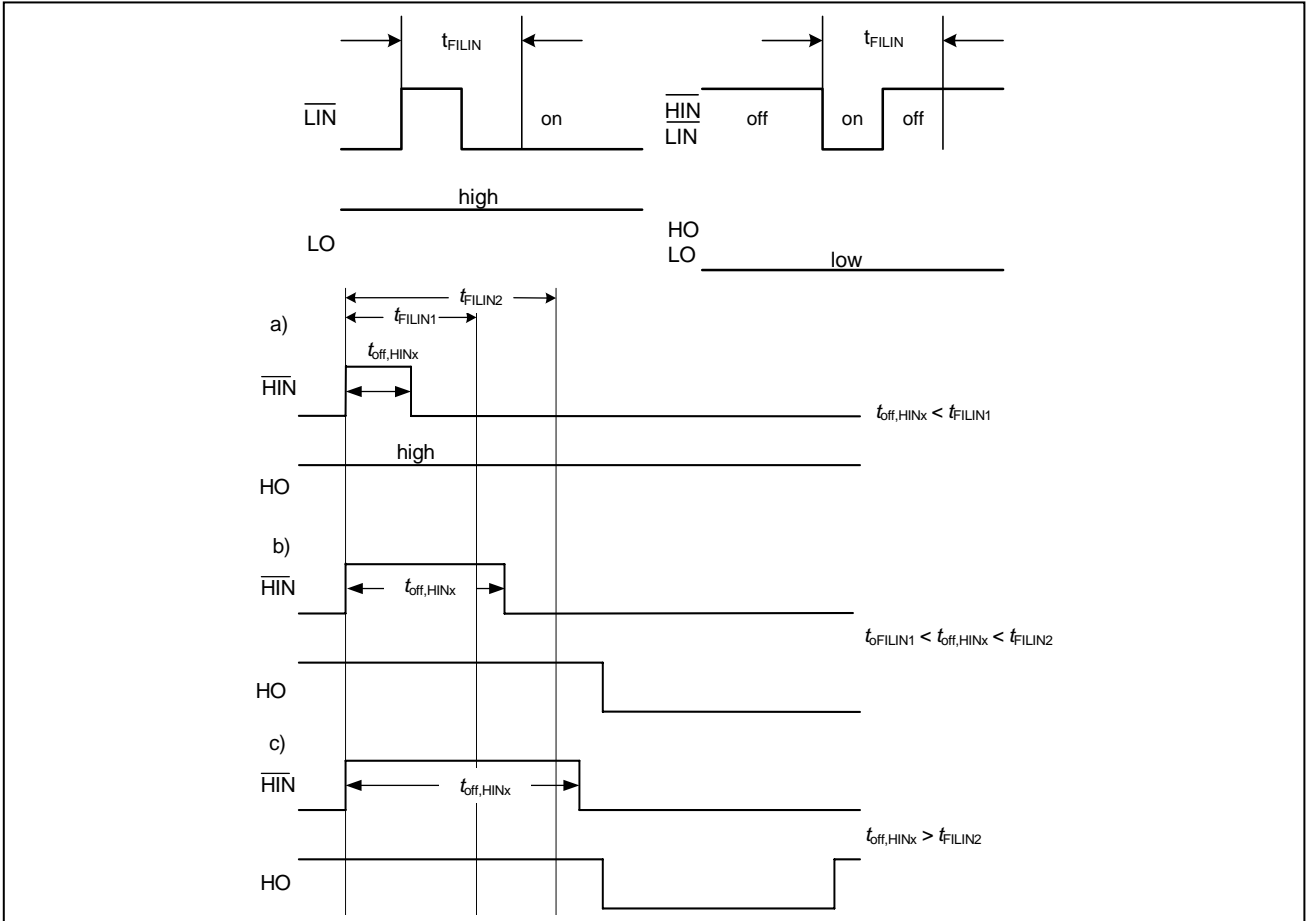 tFILIN
tFILIN
LIN
on
HIN
LIN
off
on
off
high
LO
HO
LO
low
tFILIN2
tFILIN1
a)
toff,HINx
HIN
toff,HINx < tFILIN1
high
HO
b)
HIN
toff,HINx
toFILIN1 < toff,HINx < tFILIN2
HO
c)
HIN
toff,HINx
toff,HINx > tFILIN2
HO